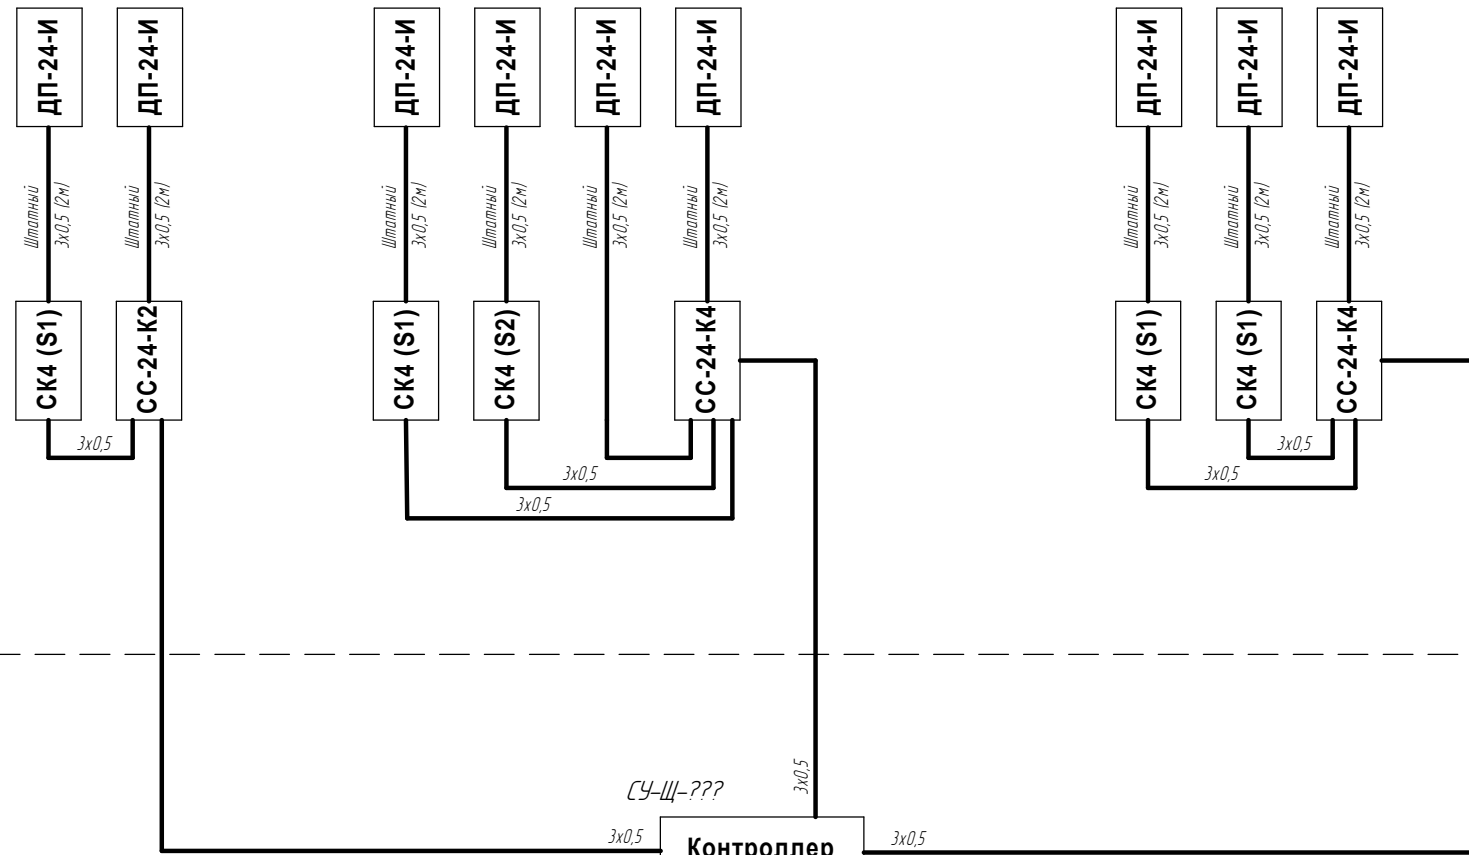 ДП-24-И
ДП-24-И
ДП-24-И
ДП-24-И
ДП-24-И
ДП-24-И
ДП-24-И
ДП-24-И
ДП-24-И
Штатный
3х0,5 (2м)
Штатный
3х0,5 (2м)
Штатный
3х0,5 (2м)
Штатный
3х0,5 (2м)
Штатный
3х0,5 (2м)
Штатный
3х0,5 (2м)
Штатный
3х0,5 (2м)
Штатный
3х0,5 (2м)
Штатный
3х0,5 (2м)
СК4 (S1)
СС-24-К2
СК4 (S1)
СК4 (S2)
СС-24-К4
СК4 (S1)
СК4 (S1)
СС-24-К4
3х0,5
3х0,5
3х0,5
3х0,5
3х0,5
3х0,5
СУ-Щ-???
3х0,5
Контроллер
3х0,5